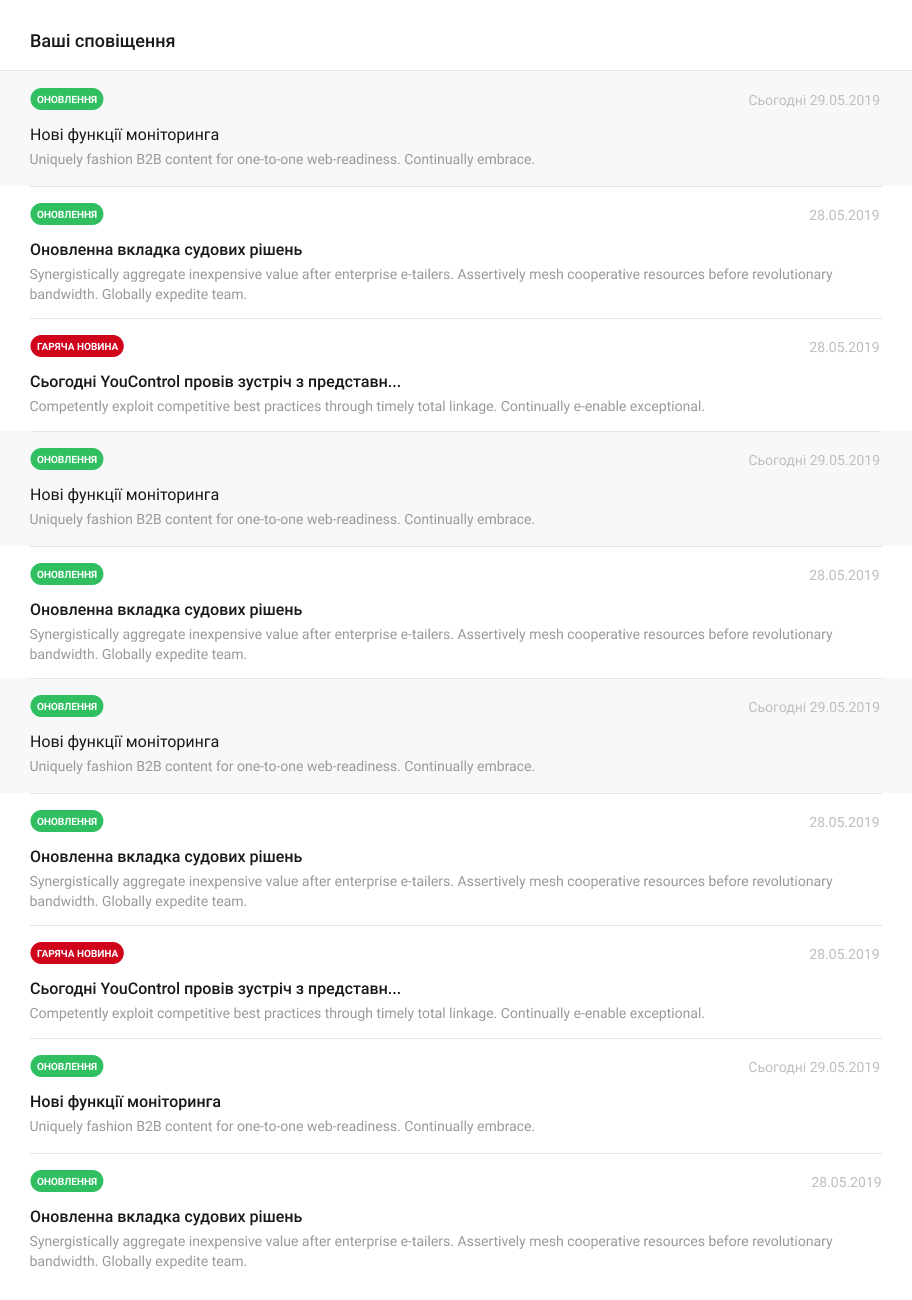 Ваші сповіщення
ОНОВЛЕННЯ
Сьогодні 29.05.2019
Нові функції моніторинга
Uniquely fashion B2B content for one-to-one web-readiness. Continually embrace.
ОНОВЛЕННЯ
28.05.2019
Оновленна вкладка судових рішень
Synergistically aggregate inexpensive value after enterprise e-tailers. Assertively mesh cooperative resources before revolutionary
bandwidth. Globally expedite team.
ГАРЯЧА НОВИНА
28.05.2019
Сьогодні YouControl провів зустріч з представн...
Competently exploit competitive best practices through timely total linkage. Continually e-enable exceptional.
ОНОВЛЕННЯ
Сьогодні 29.05.2019
Нові функції моніторинга
Uniquely fashion B2B content for one-to-one web-readiness. Continually embrace.
ОНОВЛЕННЯ
28.05.2019
Оновленна вкладка судових рішень
Synergistically aggregate inexpensive value after enterprise e-tailers. Assertively mesh cooperative resources before revolutionary
bandwidth. Globally expedite team.
ОНОВЛЕННЯ
Сьогодні 29.05.2019
Нові функції моніторинга
Uniquely fashion B2B content for one-to-one web-readiness. Continually embrace.
ОНОВЛЕННЯ
28.05.2019
Оновленна вкладка судових рішень
Synergistically aggregate inexpensive value after enterprise e-tailers. Assertively mesh cooperative resources before revolutionary
bandwidth. Globally expedite team.
ГАРЯЧА НОВИНА
28.05.2019
Сьогодні YouControl провів зустріч з представн...
Competently exploit competitive best practices through timely total linkage. Continually e-enable exceptional.
ОНОВЛЕННЯ
Сьогодні 29.05.2019
Нові функції моніторинга
Uniquely fashion B2B content for one-to-one web-readiness. Continually embrace.
ОНОВЛЕННЯ
28.05.2019
Оновленна вкладка судових рішень
Synergistically aggregate inexpensive value after enterprise e-tailers. Assertively mesh cooperative resources before revolutionary
bandwidth. Globally expedite team.